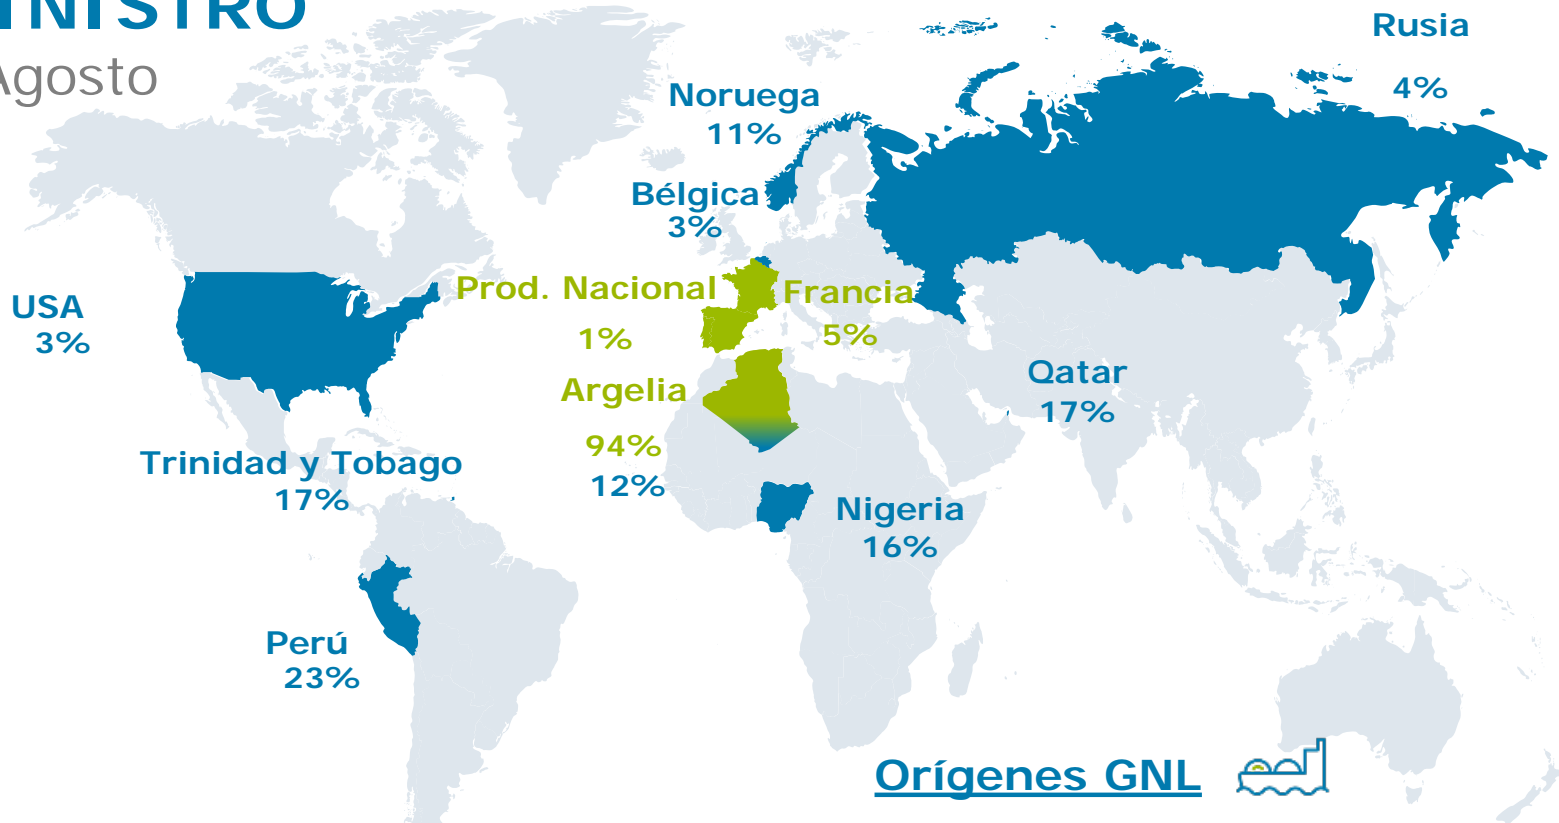 INISTRO
Agosto
Rusia
4%
Noruega
11%
Bélgica
3%
Prod. Nacional
1%
Francia
5%
USA
3%
Argelia
94%
12%
Qatar
17%
Trinidad y Tobago
17%
Nigeria
16%
Perú
23%
Orígenes GNL